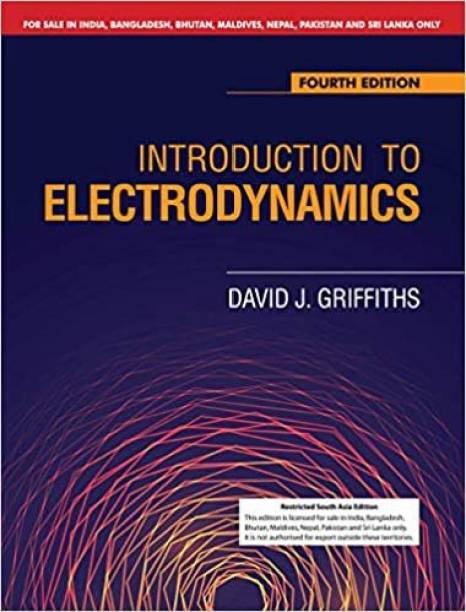 FOR SALE IN INDIA, BANGLADESH, BHUTAN, MALDIVES, NEPAL, PAKISTAN AND SRI LANKA ONLY
FOURTH EDITION
INTRODUCTION TO
ELECTRODYNAMICS
DAVID J. GRIFFITHS
Restricted South Asia Edition
This edition is licensed for sale in India, Bangladesh,
Bhutan, Maldives, Nepal, Pakistan and Sri Lanka only.
It is not authorised for export outside these territories.